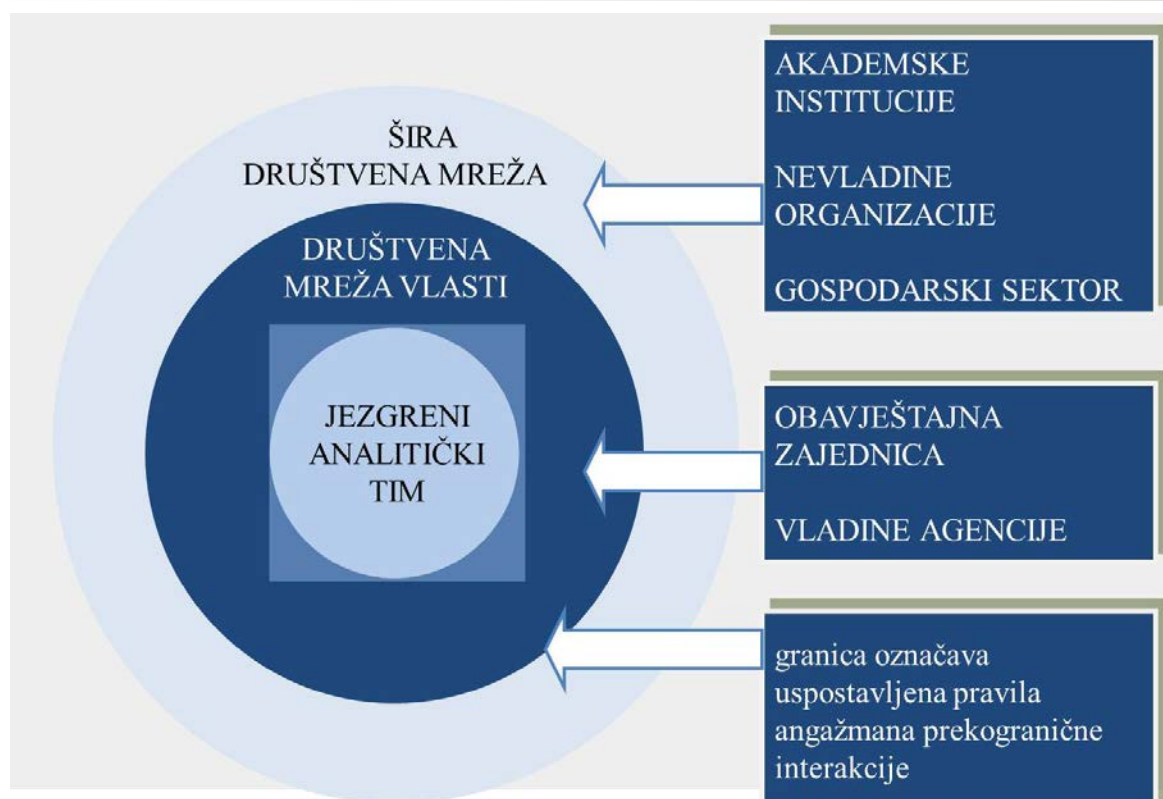 ŠIRA
DRUŠTVENA MREŽA
DRUŠTVENA
MREŽA VLASTI
JEZGRENI
ANALITIČKI
TIM
AKADEMSKE
INSTITUCIJE
NEVLADINE
ORGANIZACIJE
GOSPODARSKI SEKTOR
OBAVJEŠTAJNA
ZAJEDNICA
VLADINE AGENCIJE
granica označava
uspostavljena pravila
angažmana prekogranične
interakcije